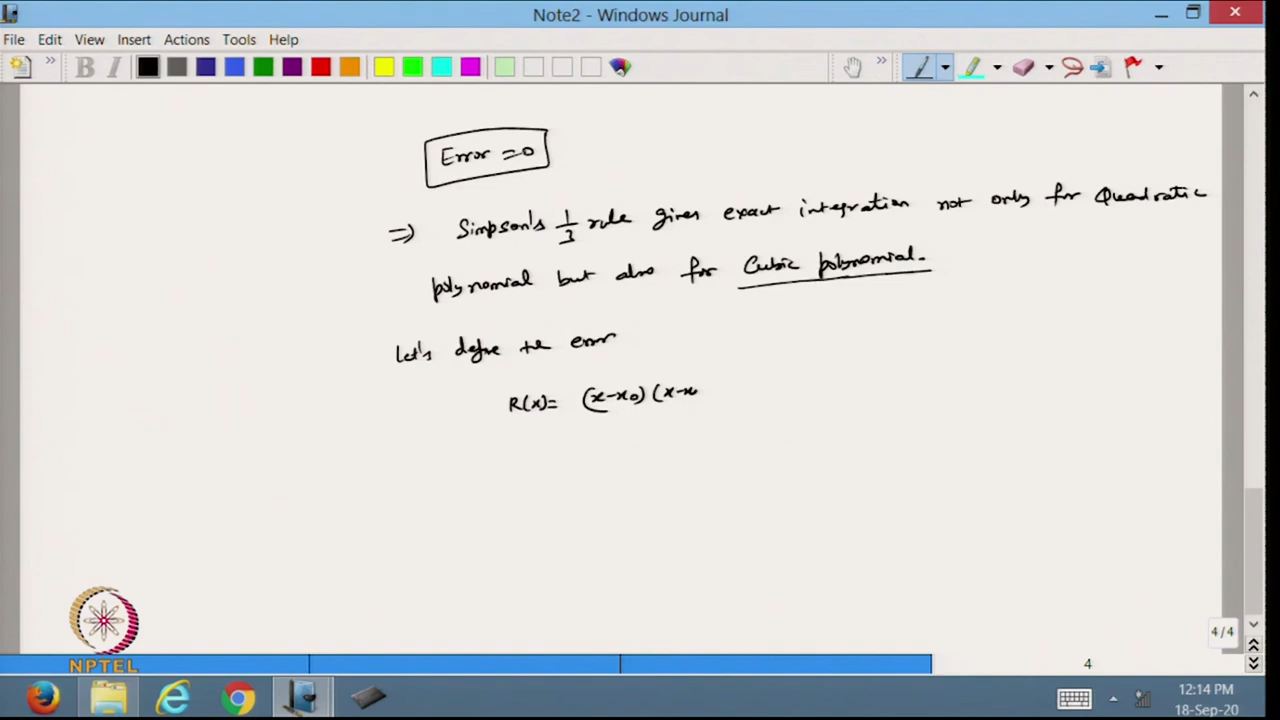 Note2 - Windows Journal
File Edit View Insert Actions Tools Help
Error = 0
=> Simpson's 1/3 rule gives exact integration not only for Quadratic
polynomial but also for Cubic polynomial.
Let's define the error
R(x) = (x-x0) (x-x
4/4
NPTEL
4
12:14 PM
18-Sep-20